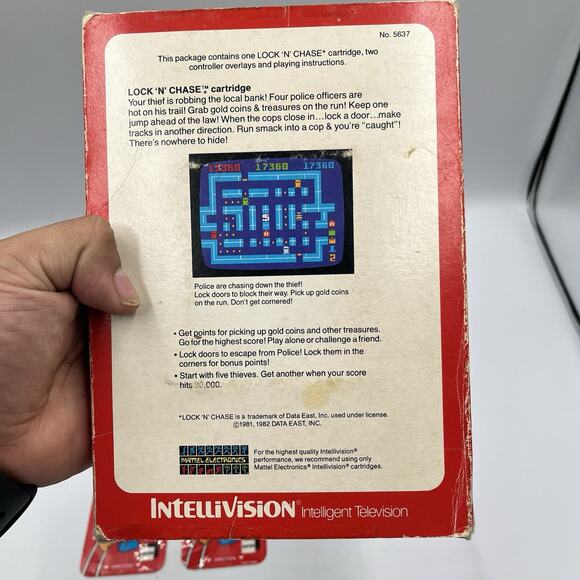 No. 5637
This package contains one LOCK 'N' CHASE* cartridge, two
controller overlays and playing instructions.
LOCK 'N' CHASE™* cartridge
Your thief is robbing the local bank! Four police officers are
hot on his trail! Grab gold coins & treasures on the run! Keep one
jump ahead of the law! When the cops close in...lock a door...make
tracks in another direction. Run smack into a cop & you're "caught"!
There's nowhere to hide!
17360 17360
Police are chasing down the thief!
Lock doors to block their way. Pick up gold coins
on the run. Don't get cornered!
• Get points for picking up gold coins and other treasures.
Go for the highest score! Play alone or challenge a friend.
• Lock doors to escape from Police! Lock them in the
corners for bonus points!
• Start with five thieves. Get another when your score
hits 20,000.
*LOCK 'N' CHASE is a trademark of Data East, Inc. used under license.
©1981, 1982 DATA EAST, INC.
MATTEL ELECTRONICS
For the highest quality Intellivision®
performance, we recommend using only
Mattel Electronics® Intellivision® cartridges.
INTELLIVISION® Intelligent Television